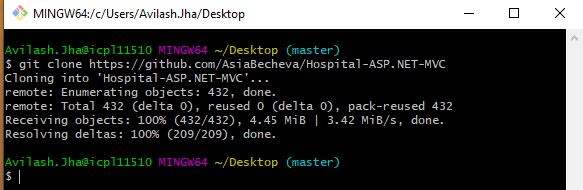 MINGW64:/c/Users/Avilash.Jha/Desktop
Avilash.Jha@icpl11510 MINGW64 ~/Desktop (master)
$ git clone https://github.com/AsiaBecheva/Hospital-ASP.NET-MVC
Cloning into 'Hospital-ASP.NET-MVC'...
remote: Enumerating objects: 432, done.
remote: Total 432 (delta 0), reused 0 (delta 0), pack-reused 432
Receiving objects: 100% (432/432), 4.45 MiB | 3.42 MiB/s, done.
Resolving deltas: 100% (209/209), done.
Avilash.Jha@icpl11510 MINGW64 ~/Desktop (master)
$